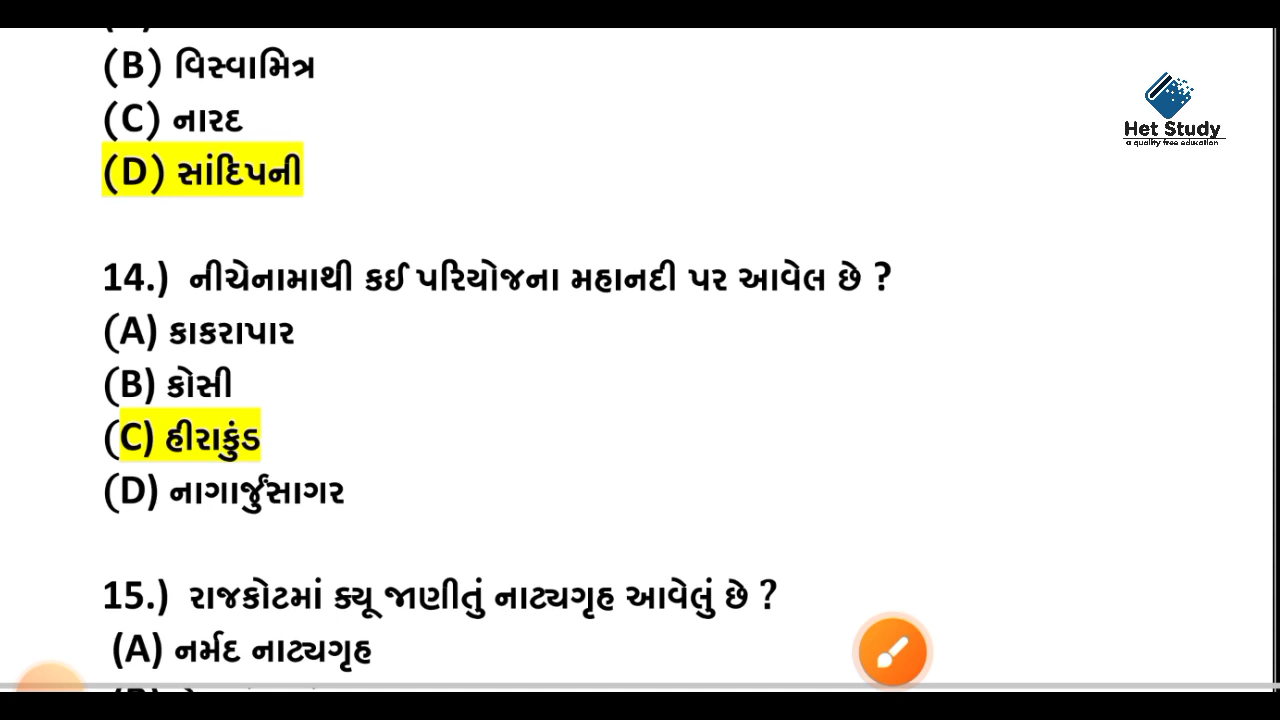 (B) વિસ્વામિત્ર
(C) નારદ
(D) સાંદિપની
Het Study
a quality free education
14.) નીચેનામાથી કઈ પરિયોજના મહાનદી પર આવેલ છે ?
(A) કાકરાપાર
(B) કોસી
(C) હીરાકુંડ
(D) નાગાર્જુંસાગર
15.) રાજકોટમાં ક્યૂ જાણીતું નાટ્યગૃહ આવેલું છે ?
(A) નર્મદ નાટ્યગૃહ